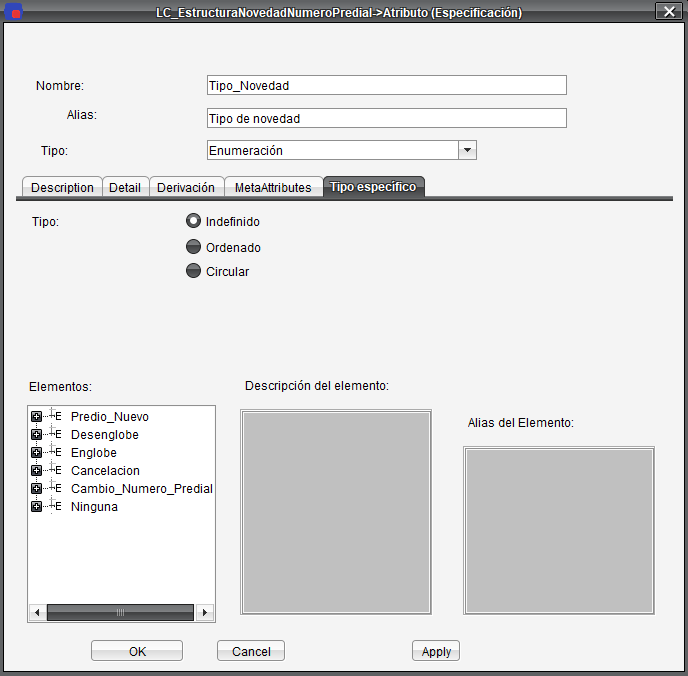 LC_EstructuraNovedadNumeroPredial->Atributo (Especificación)
Nombre: Tipo_Novedad
Alias: Tipo de novedad
Tipo: Enumeración
Description Detail Derivación MetaAttributes Tipo específico
Tipo: Indefinido
Ordenado
Circular
Elementos:
Predio_Nuevo
Desenglobe
Englobe
Cancelacion
Cambio_Numero_Predial
Ninguna
Descripción del elemento:
Alias del Elemento:
OK Cancel Apply